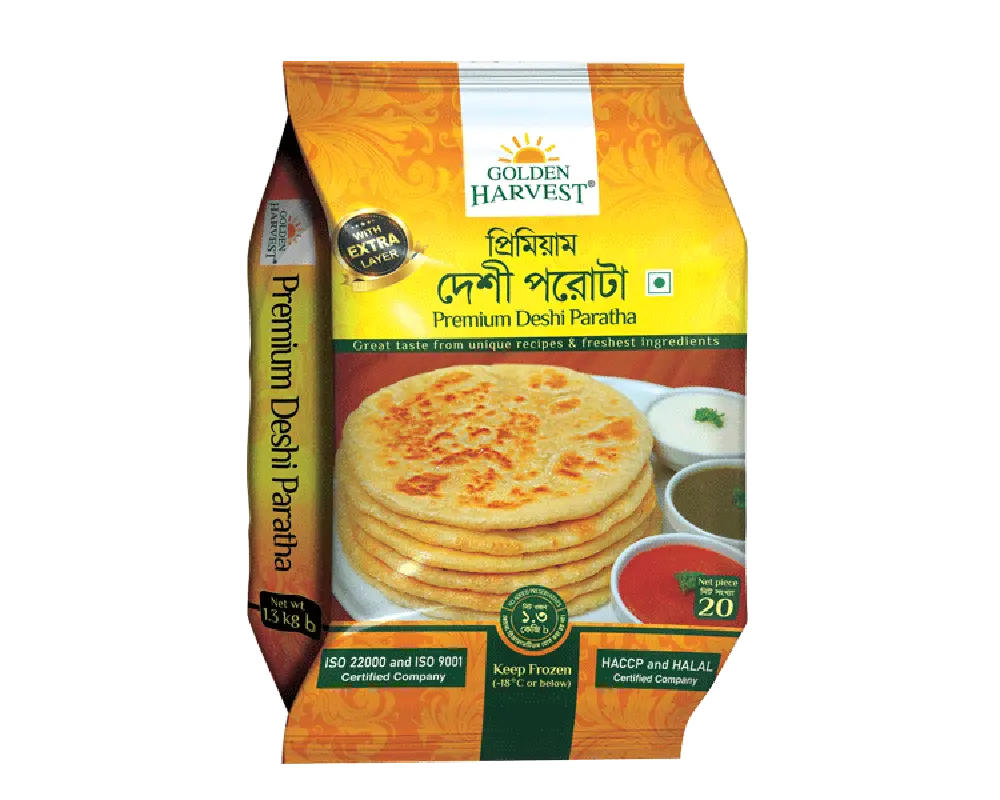 GOLDEN
HARVEST®
WITH
EXTRA
LAYER
প্রিমিয়াম
দেশী পরোটা
Premium Deshi Paratha
Great taste from unique recipes & freshest ingredients
GOLDEN
HARVEST®
Premium Deshi Paratha
Net wt
1.3 kg b
Net piece
নিট সংখ্যা
20
১.৩
কেজি b
ISO 22000 and ISO 9001
Certified Company
Keep Frozen
(-18°C or below)
HACCP and HALAL
Certified Company